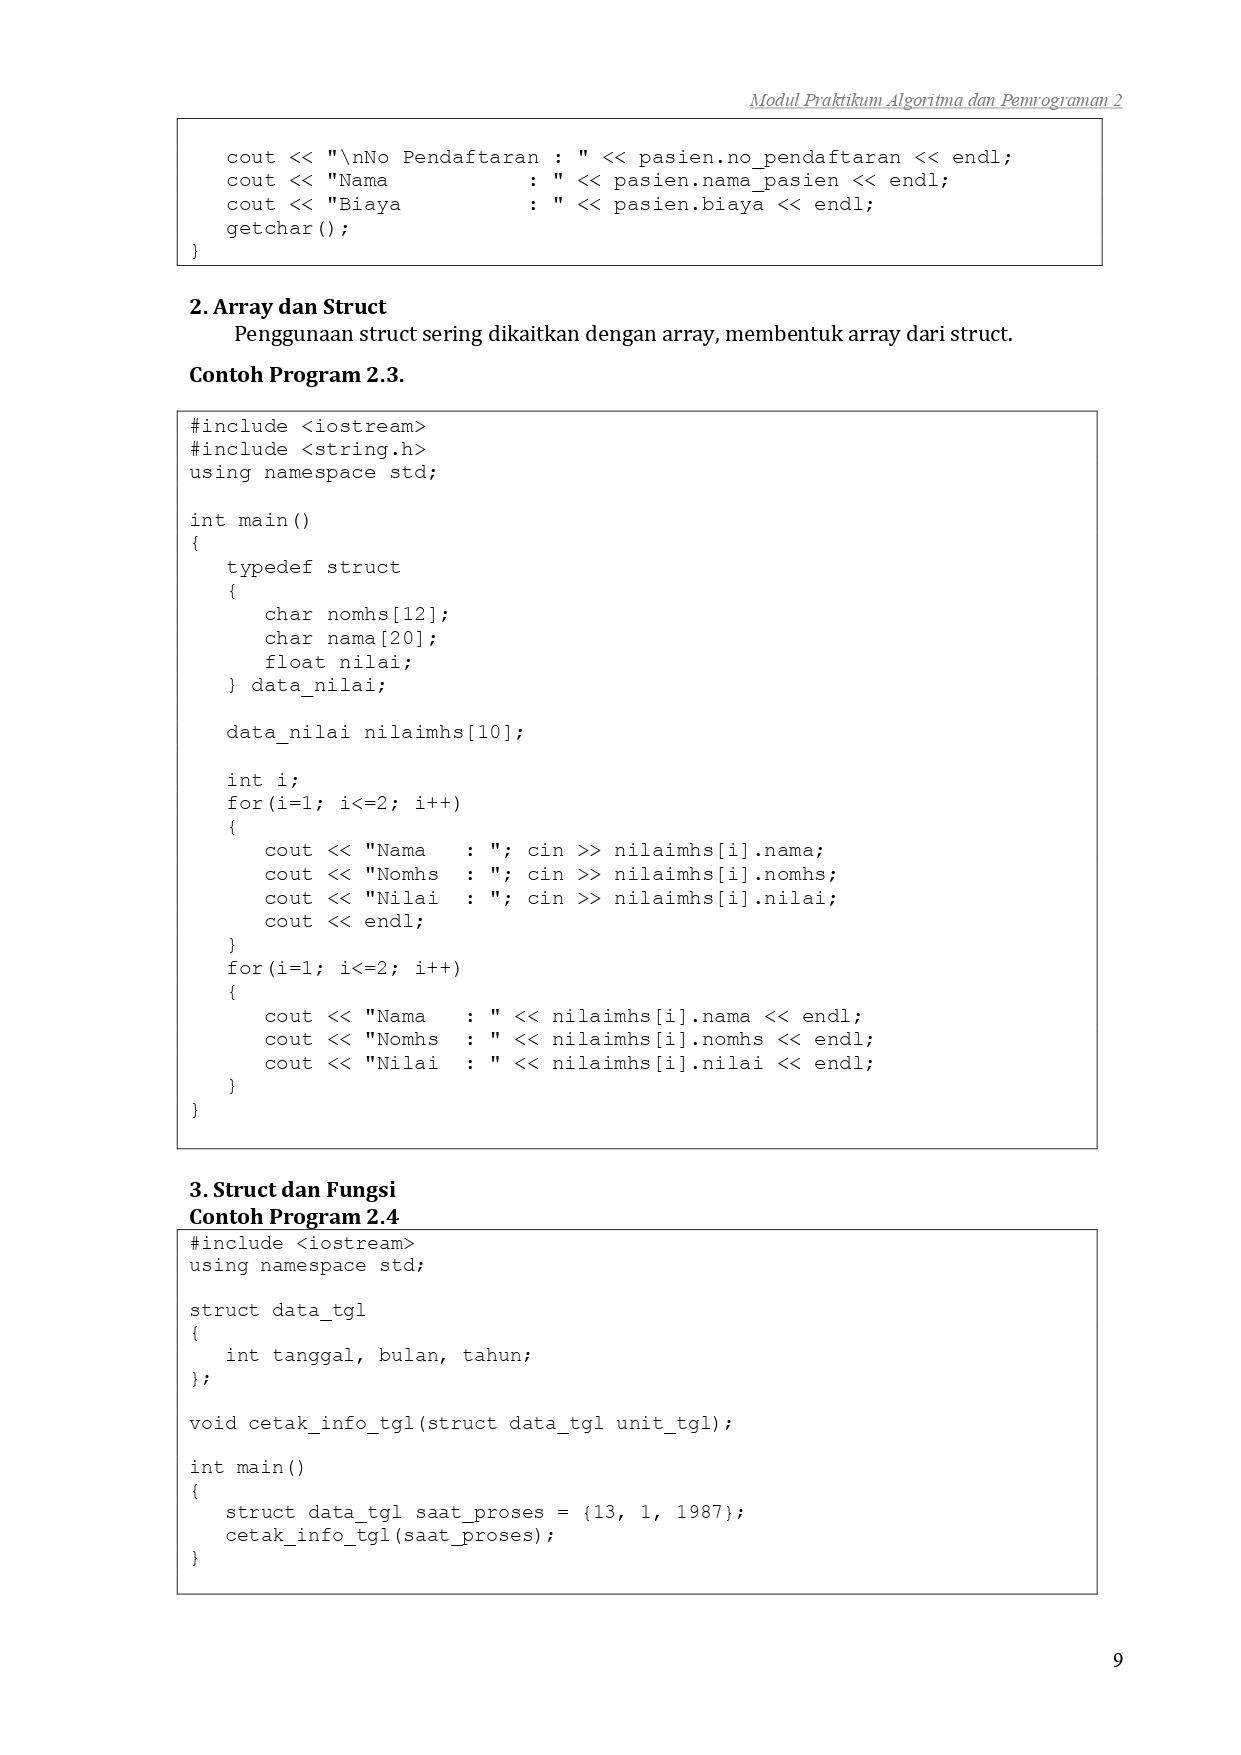 Modul Praktikum Algoritma dan Pemrograman 2
cout << "\nNo Pendaftaran : " << pasien.no_pendaftaran << endl;
cout << "Nama           : " << pasien.nama_pasien << endl;
cout << "Biaya          : " << pasien.biaya << endl;
getchar();
}
2. Array dan Struct
Penggunaan struct sering dikaitkan dengan array, membentuk array dari struct.
Contoh Program 2.3.
#include <iostream>
#include <string.h>
using namespace std;
int main()
{
typedef struct
{
char nomhs[12];
char nama[20];
float nilai;
} data_nilai;
data_nilai nilaimhs[10];
int i;
for(i=1; i<=2; i++)
{
cout << "Nama   : "; cin >> nilaimhs[i].nama;
cout << "Nomhs  : "; cin >> nilaimhs[i].nomhs;
cout << "Nilai  : "; cin >> nilaimhs[i].nilai;
cout << endl;
}
for(i=1; i<=2; i++)
{
cout << "Nama   : " << nilaimhs[i].nama << endl;
cout << "Nomhs  : " << nilaimhs[i].nomhs << endl;
cout << "Nilai  : " << nilaimhs[i].nilai << endl;
}
}
3. Struct dan Fungsi
Contoh Program 2.4
#include <iostream>
using namespace std;
struct data_tgl
{
int tanggal, bulan, tahun;
};
void cetak_info_tgl(struct data_tgl unit_tgl);
int main()
{
struct data_tgl saat_proses = {13, 1, 1987};
cetak_info_tgl(saat_proses);
}
9